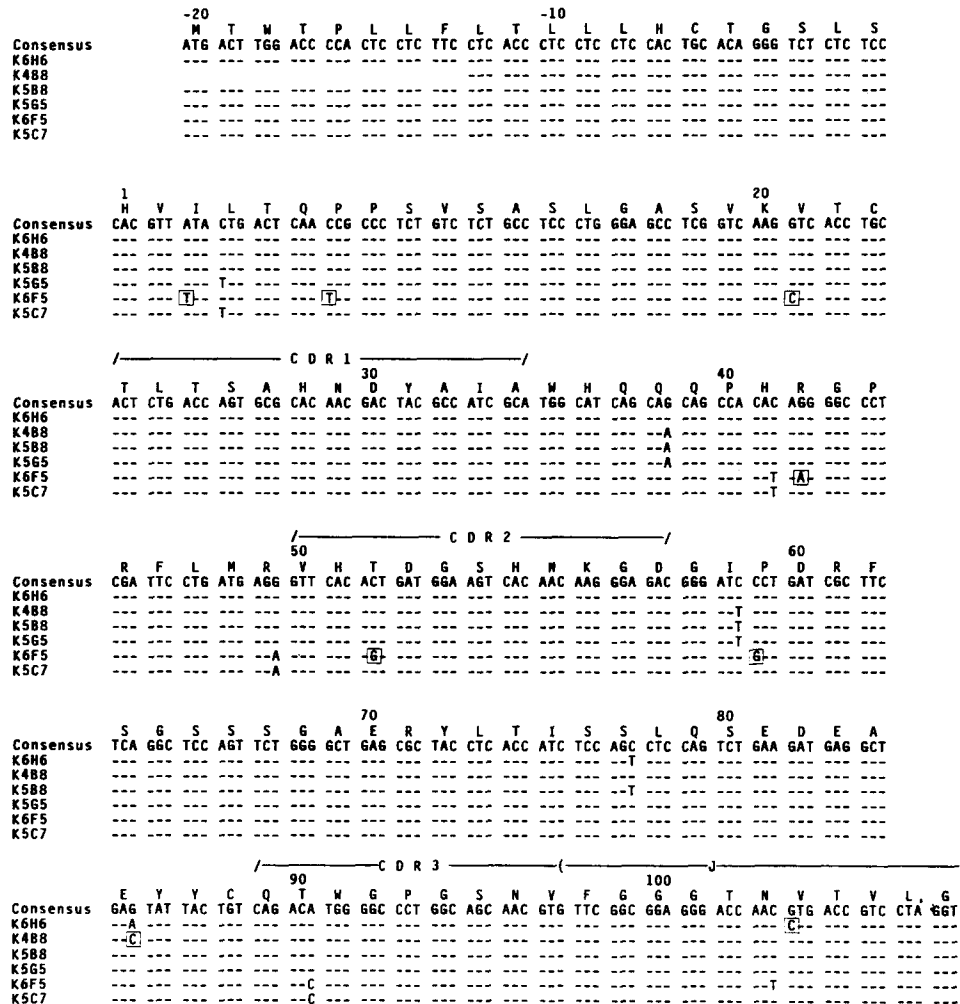 -20 -10
M T W T P L L F L T L L L H C T G S L S
Consensus ATG ACT TGG ACC CCA CTC CTC TTC CTC ACC CTC CTC CTC CAC TGC ACA GGG TCT CTC TCC
K6H6 --- --- --- --- --- --- --- --- --- --- --- --- --- --- --- --- --- --- --- ---
K4B8 --- --- --- --- --- --- --- --- --- --- --- ---
K5B8 --- --- --- --- --- --- --- --- --- --- --- --- --- --- --- --- --- --- --- ---
K5G5 --- --- --- --- --- --- --- --- --- --- --- --- --- --- --- --- --- --- --- ---
K6F5 --- --- --- --- --- --- --- --- --- --- --- --- --- --- --- --- --- --- --- ---
K5C7 --- --- --- --- --- --- --- --- --- --- --- --- --- --- --- --- --- --- --- ---
1 20
H V I L T Q P P S V S A S L G A S V K V T C
Consensus CAC GTT ATA CTG ACT CAA CCG CCC TCT GTC TCT GCC TCC CTG GGA GCC TCG GTC AAG GTC ACC TGC
K6H6 --- --- --- --- --- --- --- --- --- --- --- --- --- --- --- --- --- --- --- --- --- ---
K4B8 --- --- --- --- --- --- --- --- --- --- --- --- --- --- --- --- --- --- --- --- --- ---
K5B8 --- --- --- --- --- --- --- --- --- --- --- --- --- --- --- --- --- --- --- --- --- ---
K5G5 --- --- --- T-- --- --- --- --- --- --- --- --- --- --- --- --- --- --- --- --- --- ---
K6F5 --- --- T-- --- --- --- T-- --- --- --- --- --- --- --- --- --- --- --- --- C-- --- ---
K5C7 --- --- --- T-- --- --- --- --- --- --- --- --- --- --- --- --- --- --- --- --- --- ---
/--- C D R 1 ---/
30 40
T L T S A H N D Y A I A W H Q Q Q P H R G P
Consensus ACT CTG ACC AGT GCG CAC AAC GAC TAC GCC ATC GCA TGG CAT CAG CAG CAG CCA CAC AGG GGC CCT
K6H6 --- --- --- --- --- --- --- --- --- --- --- --- --- --- --- --- --- --- --- --- --- ---
K4B8 --- --- --- --- --- --- --- --- --- --- --- --- --- --- --- --A --- --- --- --- --- ---
K5B8 --- --- --- --- --- --- --- --- --- --- --- --- --- --- --- --A --- --- --- --- --- ---
K5G5 --- --- --- --- --- --- --- --- --- --- --- --- --- --- --- --A --- --- --- --- --- ---
K6F5 --- --- --- --- --- --- --- --- --- --- --- --- --- --- --- --- --- --- --T -A- --- ---
K5C7 --- --- --- --- --- --- --- --- --- --- --- --- --- --- --- --- --- --- --T --- --- ---
/--- C D R 2 ---/
50 60
R F L M R V H T D G S H N K G D G I P D R F
Consensus CGA TTC CTG ATG AGG GTT CAC ACT GAT GGA AGT CAC AAC AAG GGA GAC GGG ATC CCT GAT CGC TTC
K6H6 --- --- --- --- --- --- --- --- --- --- --- --- --- --- --- --- --- --- --- --- --- ---
K4B8 --- --- --- --- --- --- --- --- --- --- --- --- --- --- --- --- --- --T --- --- --- ---
K5B8 --- --- --- --- --- --- --- --- --- --- --- --- --- --- --- --- --- --T --- --- --- ---
K5G5 --- --- --- --- --- --- --- --- --- --- --- --- --- --- --- --- --- --T --- --- --- ---
K6F5 --- --- --- --- --A --- --- -G- --- --- --- --- --- --- --- --- --- --- G-- --- --- ---
K5C7 --- --- --- --- --A --- --- --- --- --- --- --- --- --- --- --- --- --- --- --- --- ---
70 80
S G S S S G A E R Y L T I S S L Q S E D E A
Consensus TCA GGC TCC AGT TCT GGG GCT GAG CGC TAC CTC ACC ATC TCC AGC CTC CAG TCT GAA GAT GAG GCT
K6H6 --- --- --- --- --- --- --- --- --- --- --- --- --- --- --T --- --- --- --- --- --- ---
K4B8 --- --- --- --- --- --- --- --- --- --- --- --- --- --- --- --- --- --- --- --- --- ---
K5B8 --- --- --- --- --- --- --- --- --- --- --- --- --- --- --T --- --- --- --- --- --- ---
K5G5 --- --- --- --- --- --- --- --- --- --- --- --- --- --- --- --- --- --- --- --- --- ---
K6F5 --- --- --- --- --- --- --- --- --- --- --- --- --- --- --- --- --- --- --- --- --- ---
K5C7 --- --- --- --- --- --- --- --- --- --- --- --- --- --- --- --- --- --- --- --- --- ---
/--- C D R 3 ---(--- J ---
90 100
E Y Y C Q T W G P G S N V F G G G T N V T V L G
Consensus GAG TAT TAC TGT CAG ACA TGG GGC CCT GGC AGC AAC GTG TTC GGC GGA GGG ACC AAC GTG ACC GTC CTA GGT
K6H6 --A --- --- --- --- --- --- --- --- --- --- --- --- --- --- --- --- --- --- C-- --- --- --- ---
K4B8 --C --- --- --- --- --- --- --- --- --- --- --- --- --- --- --- --- --- --- --- --- --- --- ---
K5B8 --- --- --- --- --- --- --- --- --- --- --- --- --- --- --- --- --- --- --- --- --- --- --- ---
K5G5 --- --- --- --- --- --- --- --- --- --- --- --- --- --- --- --- --- --- --- --- --- --- --- ---
K6F5 --- --- --- --- --- --C --- --- --- --- --- --- --- --- --- --- --- --- --T --- --- --- --- ---
K5C7 --- --- --- --- --- --C --- --- --- --- --- --- --- --- --- --- --- --- --- --- --- --- --- ---